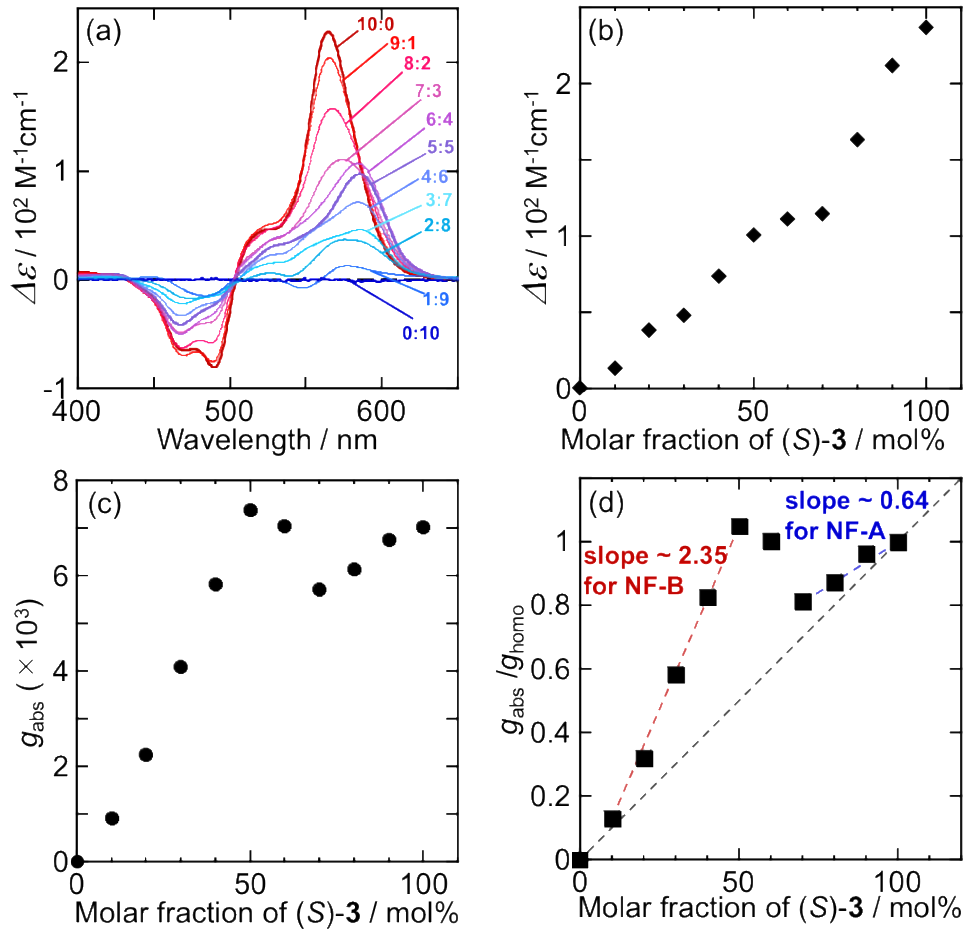 (a)
10:0
9:1
8:2
7:3
6:4
5:5
4:6
3:7
2:8
1:9
0:10
2
1
0
-1
Δε / 10² M⁻¹cm⁻¹
400
500
600
Wavelength / nm
(b)
2
1
0
Δε / 10² M⁻¹cm⁻¹
0
50
100
Molar fraction of (S)-3 / mol%
(c)
8
6
4
2
0
gabs (× 10³)
0
50
100
Molar fraction of (S)-3 / mol%
(d)
slope ~ 0.64
for NF-A
slope ~ 2.35
for NF-B
1
0.8
0.6
0.4
0.2
0
gabs /ghomo
0
50
100
Molar fraction of (S)-3 / mol%